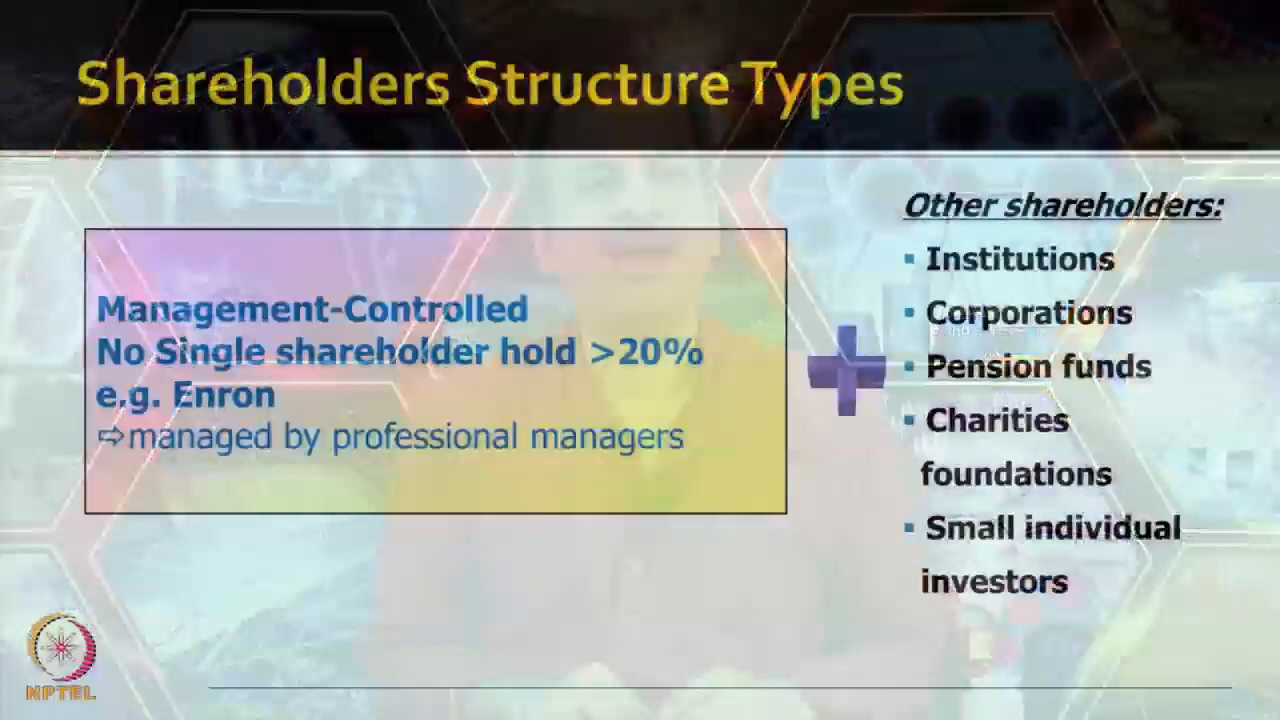 Shareholders Structure Types
Management-Controlled
No Single shareholder hold >20%
e.g. Enron
⇨managed by professional managers
Other shareholders:
▪ Institutions
▪ Corporations
▪ Pension funds
▪ Charities
foundations
▪ Small individual
investors
NPTEL